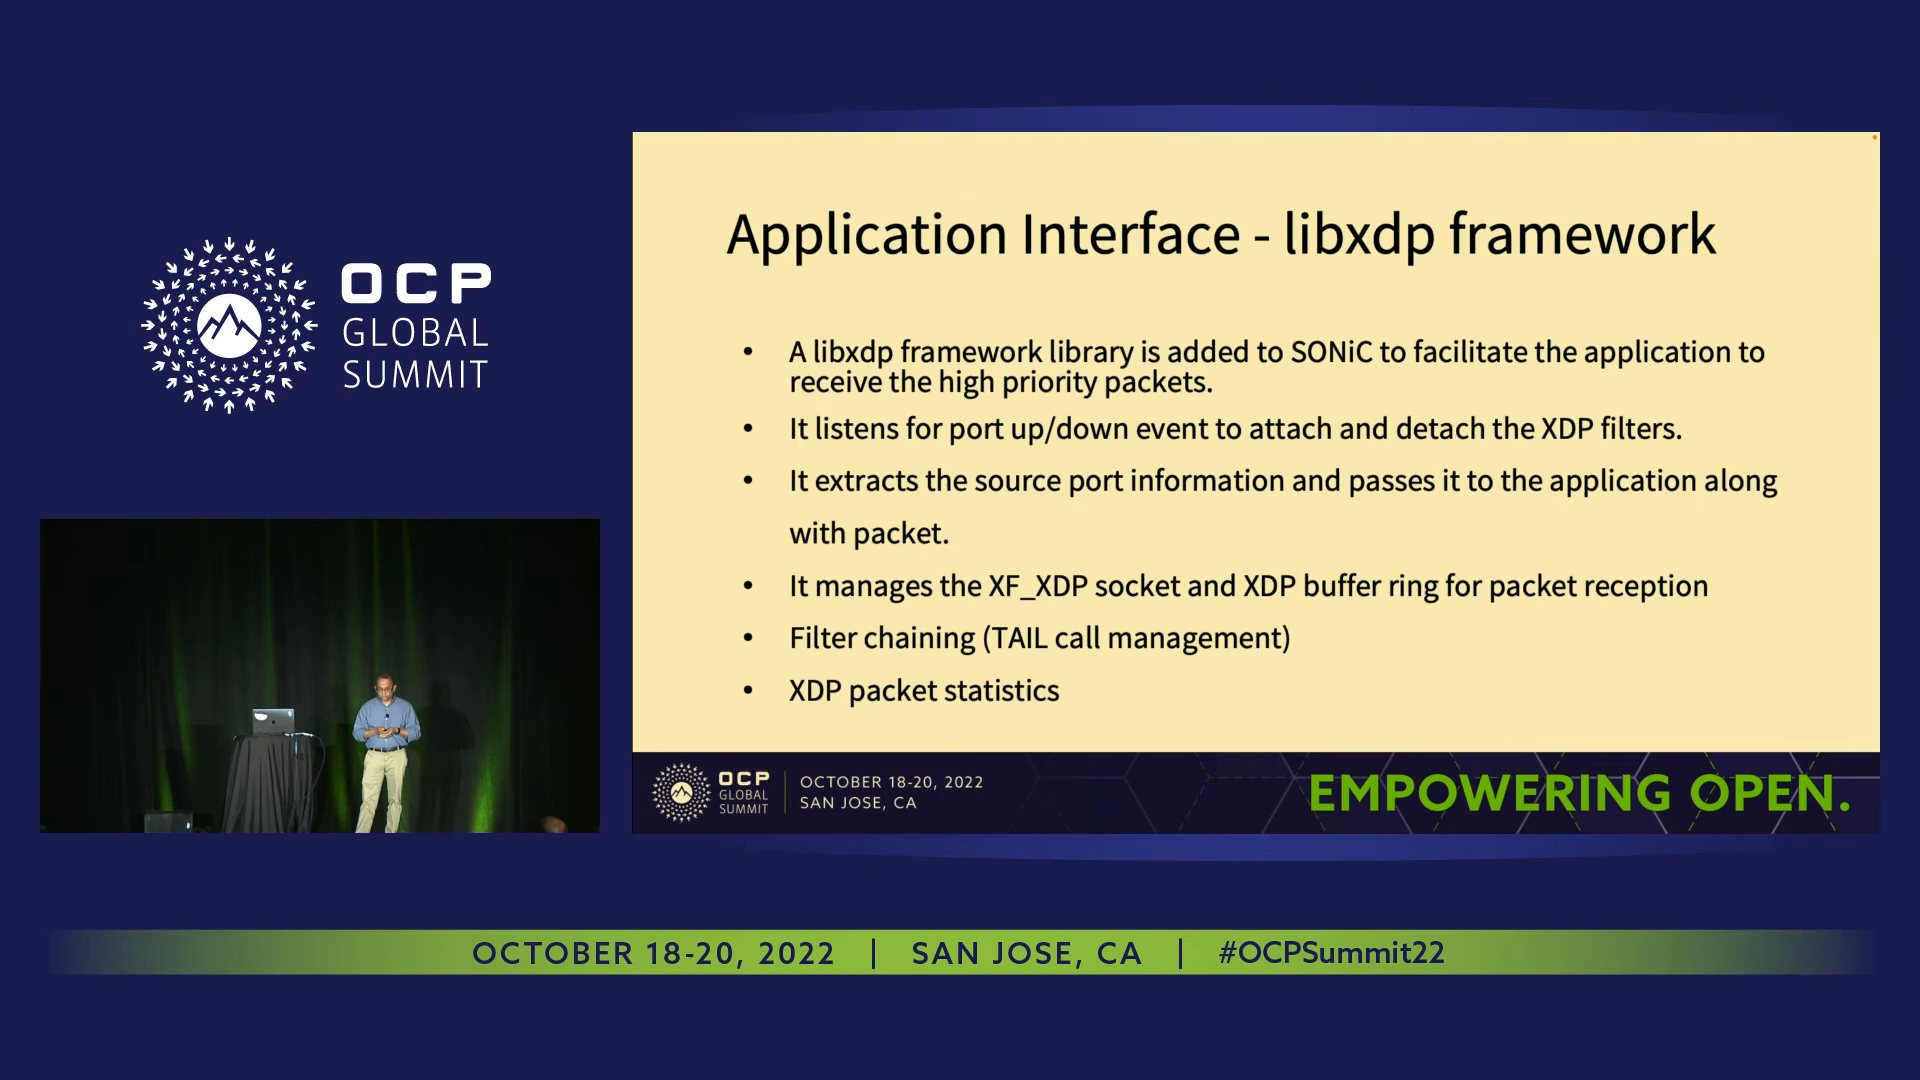 OCP
GLOBAL
SUMMIT
Application Interface - libxdp framework
• A libxdp framework library is added to SONiC to facilitate the application to
receive the high priority packets.
• It listens for port up/down event to attach and detach the XDP filters.
• It extracts the source port information and passes it to the application along
with packet.
• It manages the XF_XDP socket and XDP buffer ring for packet reception
• Filter chaining (TAIL call management)
• XDP packet statistics
OCP
GLOBAL
SUMMIT
OCTOBER 18-20, 2022
SAN JOSE, CA
EMPOWERING OPEN.
OCTOBER 18-20, 2022 | SAN JOSE, CA | #OCPSummit22